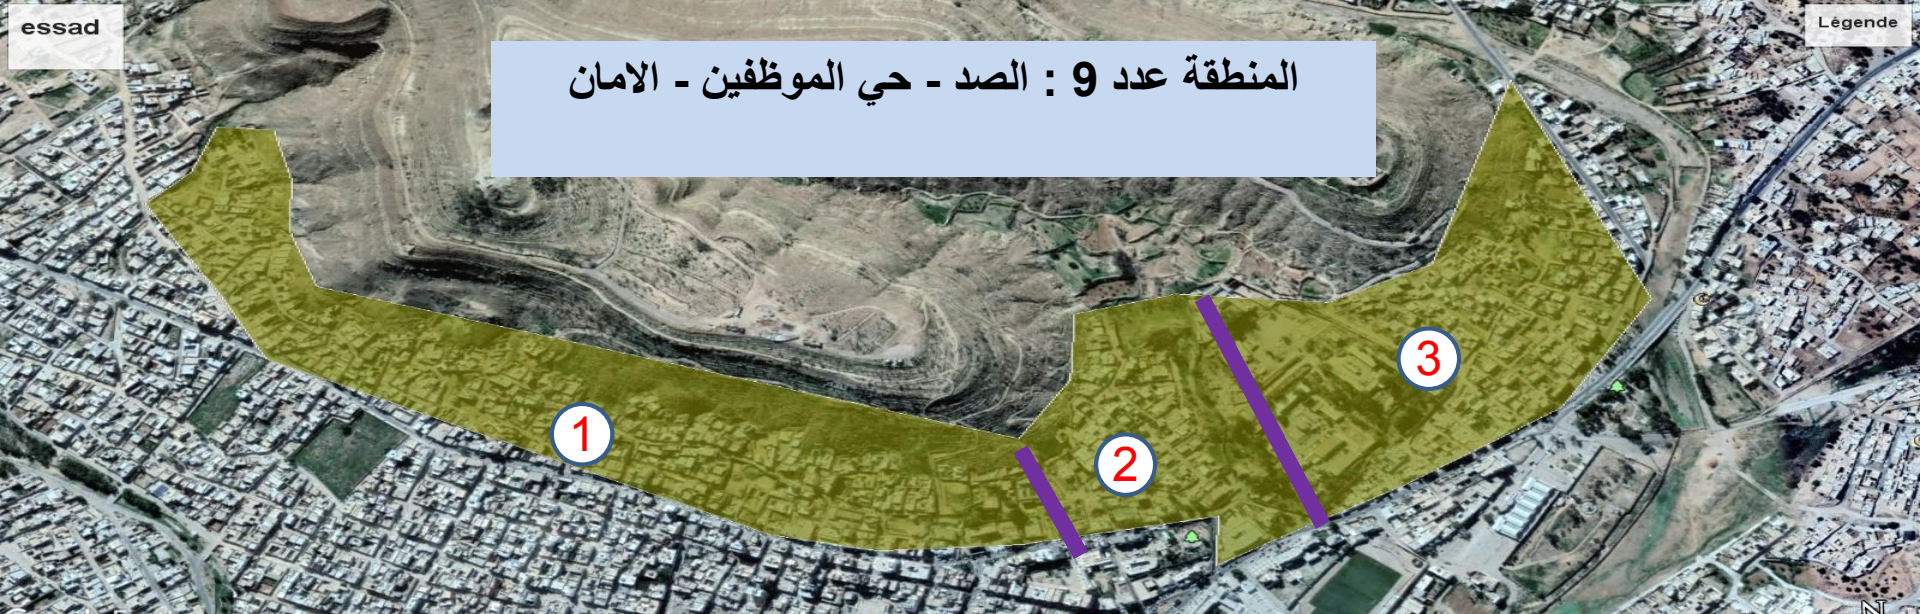 essad
Légende
المنطقة عدد 9 : الصد - حي الموظفين - الامان
1
2
3
N